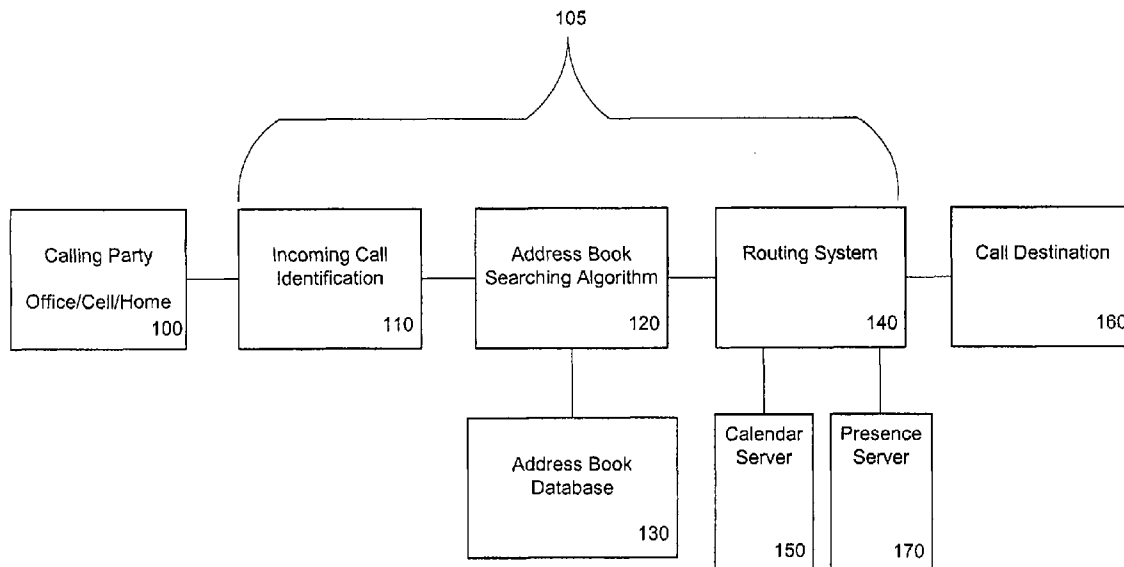 105
Calling Party
Office/Cell/Home
100
Incoming Call
Identification
110
Address Book
Searching Algorithm
120
Routing System
140
Call Destination
160
Address Book
Database
130
Calendar
Server
150
Presence
Server
170